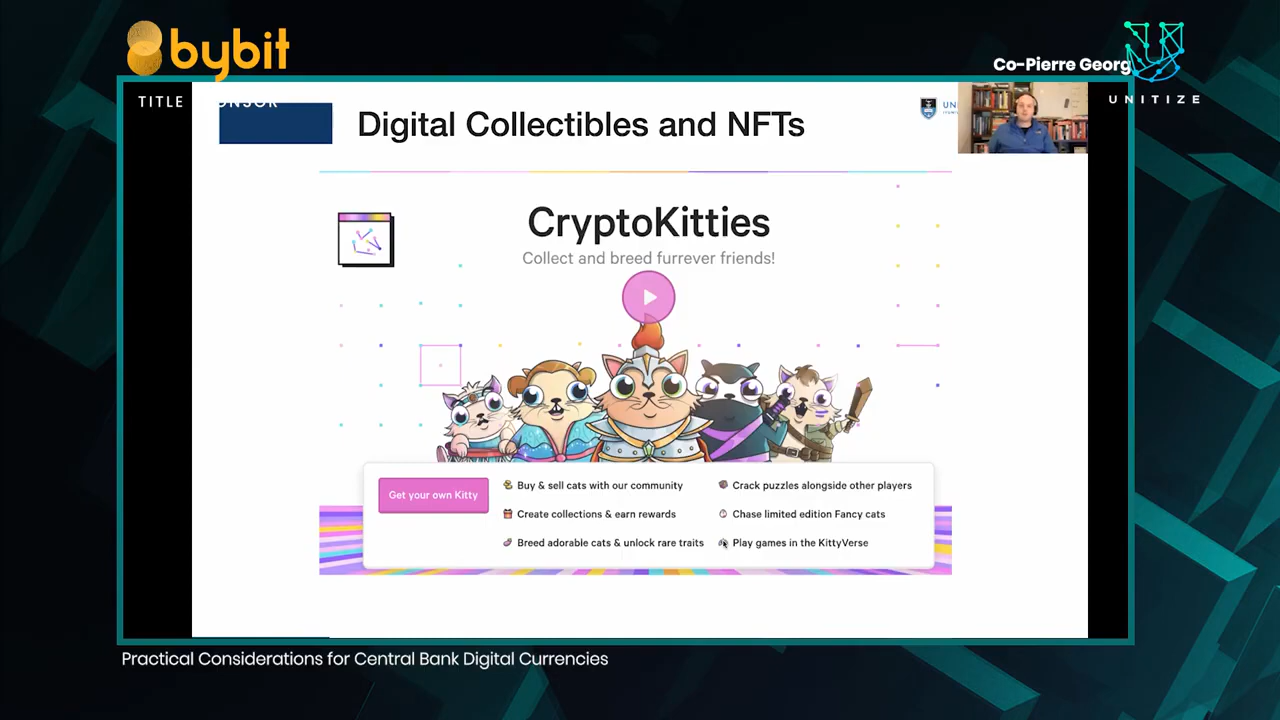 bybit
Co-Pierre Georg
UNITIZE
TITLE
Digital Collectibles and NFTs
CryptoKitties
Collect and breed furrever friends!
Get your own Kitty
Buy & sell cats with our community
Create collections & earn rewards
Breed adorable cats & unlock rare traits
Crack puzzles alongside other players
Chase limited edition Fancy cats
Play games in the KittyVerse
Practical Considerations for Central Bank Digital Currencies